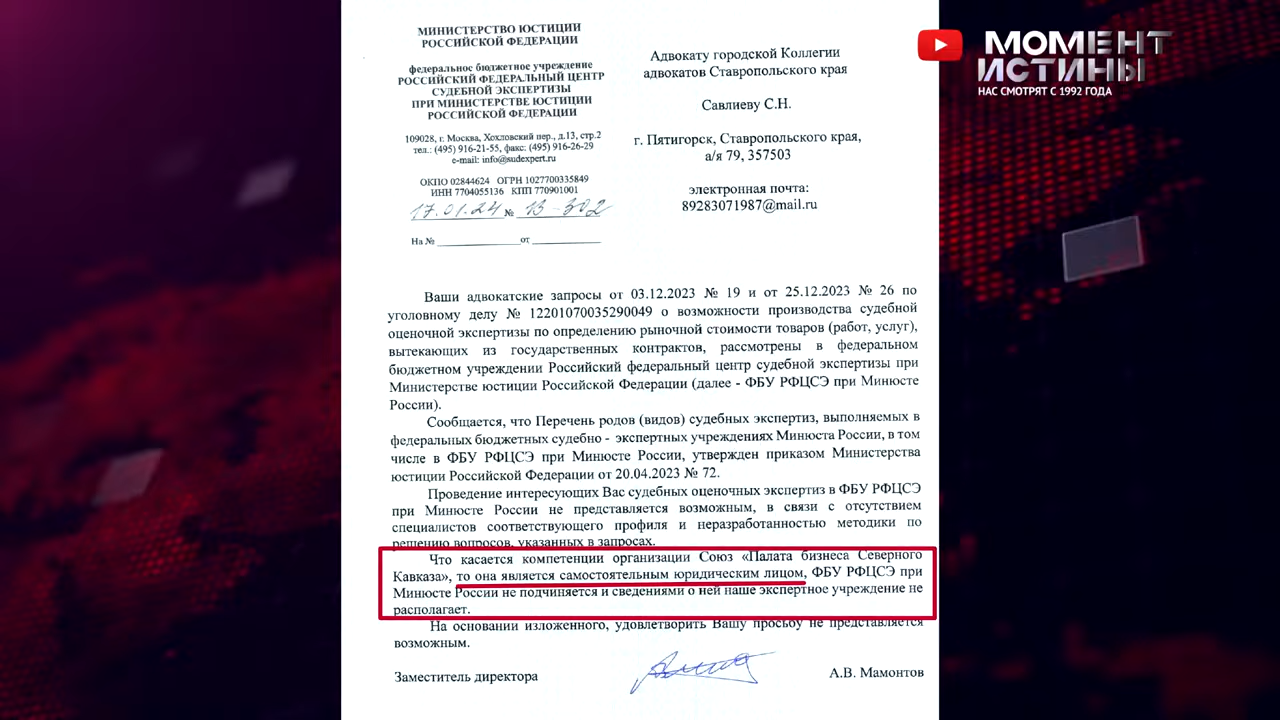 МИНИСТЕРСТВО ЮСТИЦИИ
РОССИЙСКОЙ ФЕДЕРАЦИИ
федеральное бюджетное учреждение
РОССИЙСКИЙ ФЕДЕРАЛЬНЫЙ ЦЕНТР
СУДЕБНОЙ ЭКСПЕРТИЗЫ
ПРИ МИНИСТЕРСТВЕ ЮСТИЦИИ
РОССИЙСКОЙ ФЕДЕРАЦИИ
109028, г. Москва, Хохловский пер., д.13, стр.2
тел.: (495) 916-21-55, факс: (495) 916-26-29
e-mail: info@sudexpert.ru
ОКПО 02844624 ОГРН 1027700335849
ИНН 7704055136 КПП 770901001
17.01.24 № 13-302
На № от
Адвокату городской Коллегии
адвокатов Ставропольского края
Савлиеву С.Н.
г. Пятигорск, Ставропольского края,
а/я 79, 357503
электронная почта:
89283071987@mail.ru
МОМЕНТ
ИСТИНЫ
НАС СМОТРЯТ С 1992 ГОДА
Ваши адвокатские запросы от 03.12.2023 № 19 и от 25.12.2023 № 26 по
уголовному делу № 12201070035290049 о возможности производства судебной
оценочной экспертизы по определению рыночной стоимости товаров (работ, услуг),
вытекающих из государственных контрактов, рассмотрены в федеральном
бюджетном учреждении Российский федеральный центр судебной экспертизы при
Министерстве юстиции Российской Федерации (далее - ФБУ РФЦСЭ при Минюсте
России).
Сообщается, что Перечень родов (видов) судебных экспертиз, выполняемых в
федеральных бюджетных судебно - экспертных учреждениях Минюста России, в том
числе в ФБУ РФЦСЭ при Минюсте России, утвержден приказом Министерства
юстиции Российской Федерации от 20.04.2023 № 72.
Проведение интересующих Вас судебных оценочных экспертиз в ФБУ РФЦСЭ
при Минюсте России не представляется возможным, в связи с отсутствием
специалистов соответствующего профиля и неразработанностью методики по
решению вопросов, указанных в запросах.
Что касается компетенции организации Союз «Палата бизнеса Северного
Кавказа», то она является самостоятельным юридическим лицом, ФБУ РФЦСЭ при
Минюсте России не подчиняется и сведениями о ней наше экспертное учреждение не
располагает.
На основании изложенного, удовлетворить Вашу просьбу не представляется
возможным.
Заместитель директора А.В. Мамонтов